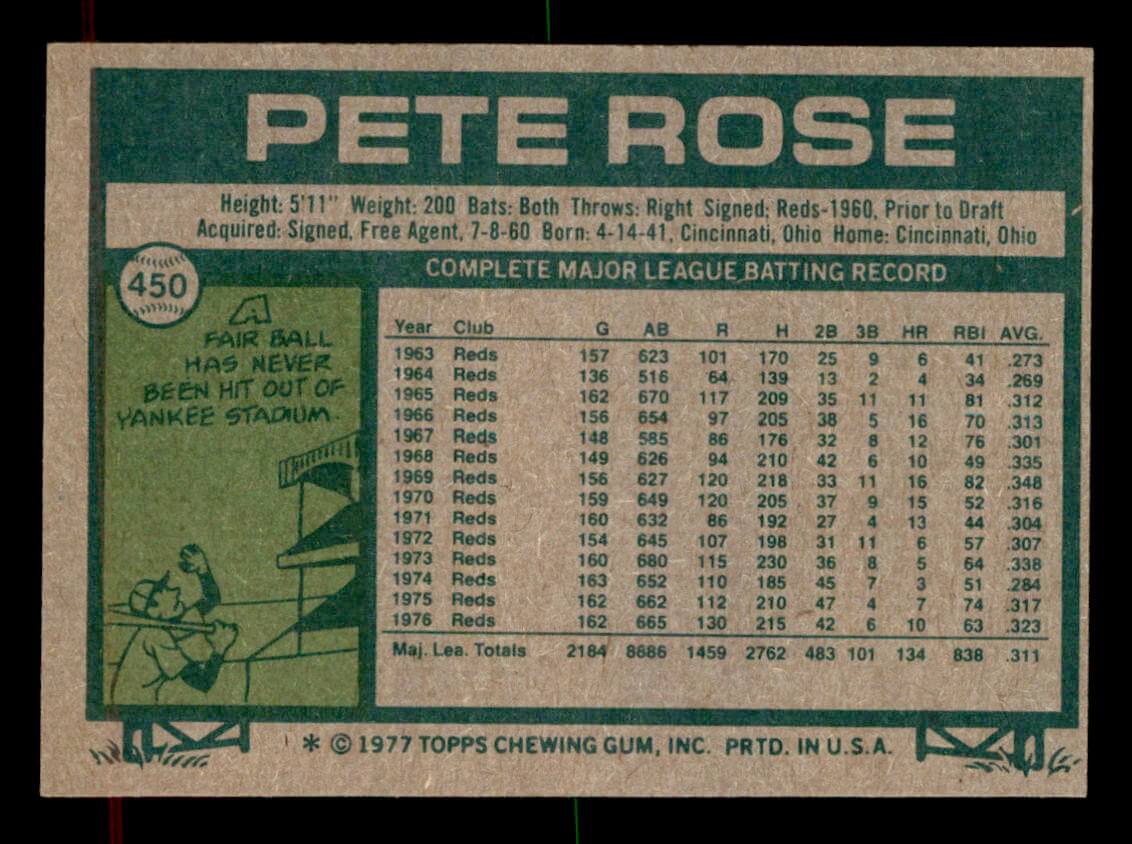 PETE ROSE
Height: 5'11" Weight: 200 Bats: Both Throws: Right Signed: Reds-1960, Prior to Draft
Acquired: Signed, Free Agent, 7-8-60 Born: 4-14-41, Cincinnati, Ohio Home: Cincinnati, Ohio
450
COMPLETE MAJOR LEAGUE BATTING RECORD
A
FAIR BALL
HAS NEVER
BEEN HIT OUT OF
YANKEE STADIUM.
Year Club G AB R H 2B 3B HR RBI AVG.
1963 Reds 157 623 101 170 25 9 6 41 .273
1964 Reds 136 516 64 139 13 2 4 34 .269
1965 Reds 162 670 117 209 35 11 11 81 .312
1966 Reds 156 654 97 205 38 5 16 70 .313
1967 Reds 148 585 86 176 32 8 12 76 .301
1968 Reds 149 626 94 210 42 6 10 49 .335
1969 Reds 156 627 120 218 33 11 16 82 .348
1970 Reds 159 649 120 205 37 9 15 52 .316
1971 Reds 160 632 86 192 27 4 13 44 .304
1972 Reds 154 645 107 198 31 11 6 57 .307
1973 Reds 160 680 115 230 36 8 5 64 .338
1974 Reds 163 652 110 185 45 7 3 51 .284
1975 Reds 162 662 112 210 47 4 7 74 .317
1976 Reds 162 665 130 215 42 6 10 63 .323
Maj. Lea. Totals 2184 8886 1459 2762 483 101 134 838 .311
* © 1977 TOPPS CHEWING GUM, INC. PRTD. IN U.S.A.